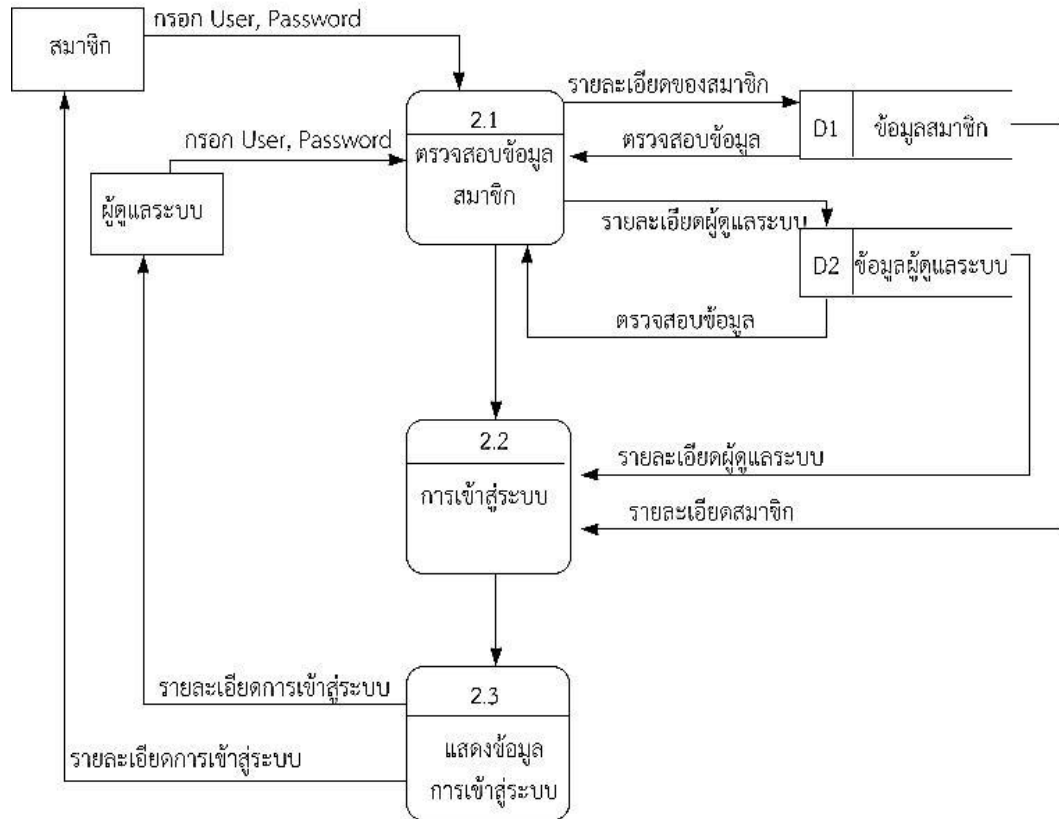 กรอก User, Password
สมาชิก
รายละเอียดของสมาชิก
2.1
D1
ข้อมูลสมาชิก
กรอก User, Password
ตรวจสอบข้อมูล
ตรวจสอบข้อมูล
สมาชิก
ผู้ดูแลระบบ
รายละเอียดผู้ดูแลระบบ
D2
ข้อมูลผู้ดูแลระบบ
ตรวจสอบข้อมูล
2.2
รายละเอียดผู้ดูแลระบบ
การเข้าสู่ระบบ
รายละเอียดสมาชิก
รายละเอียดการเข้าสู่ระบบ
2.3
รายละเอียดการเข้าสู่ระบบ
แสดงข้อมูล
การเข้าสู่ระบบ